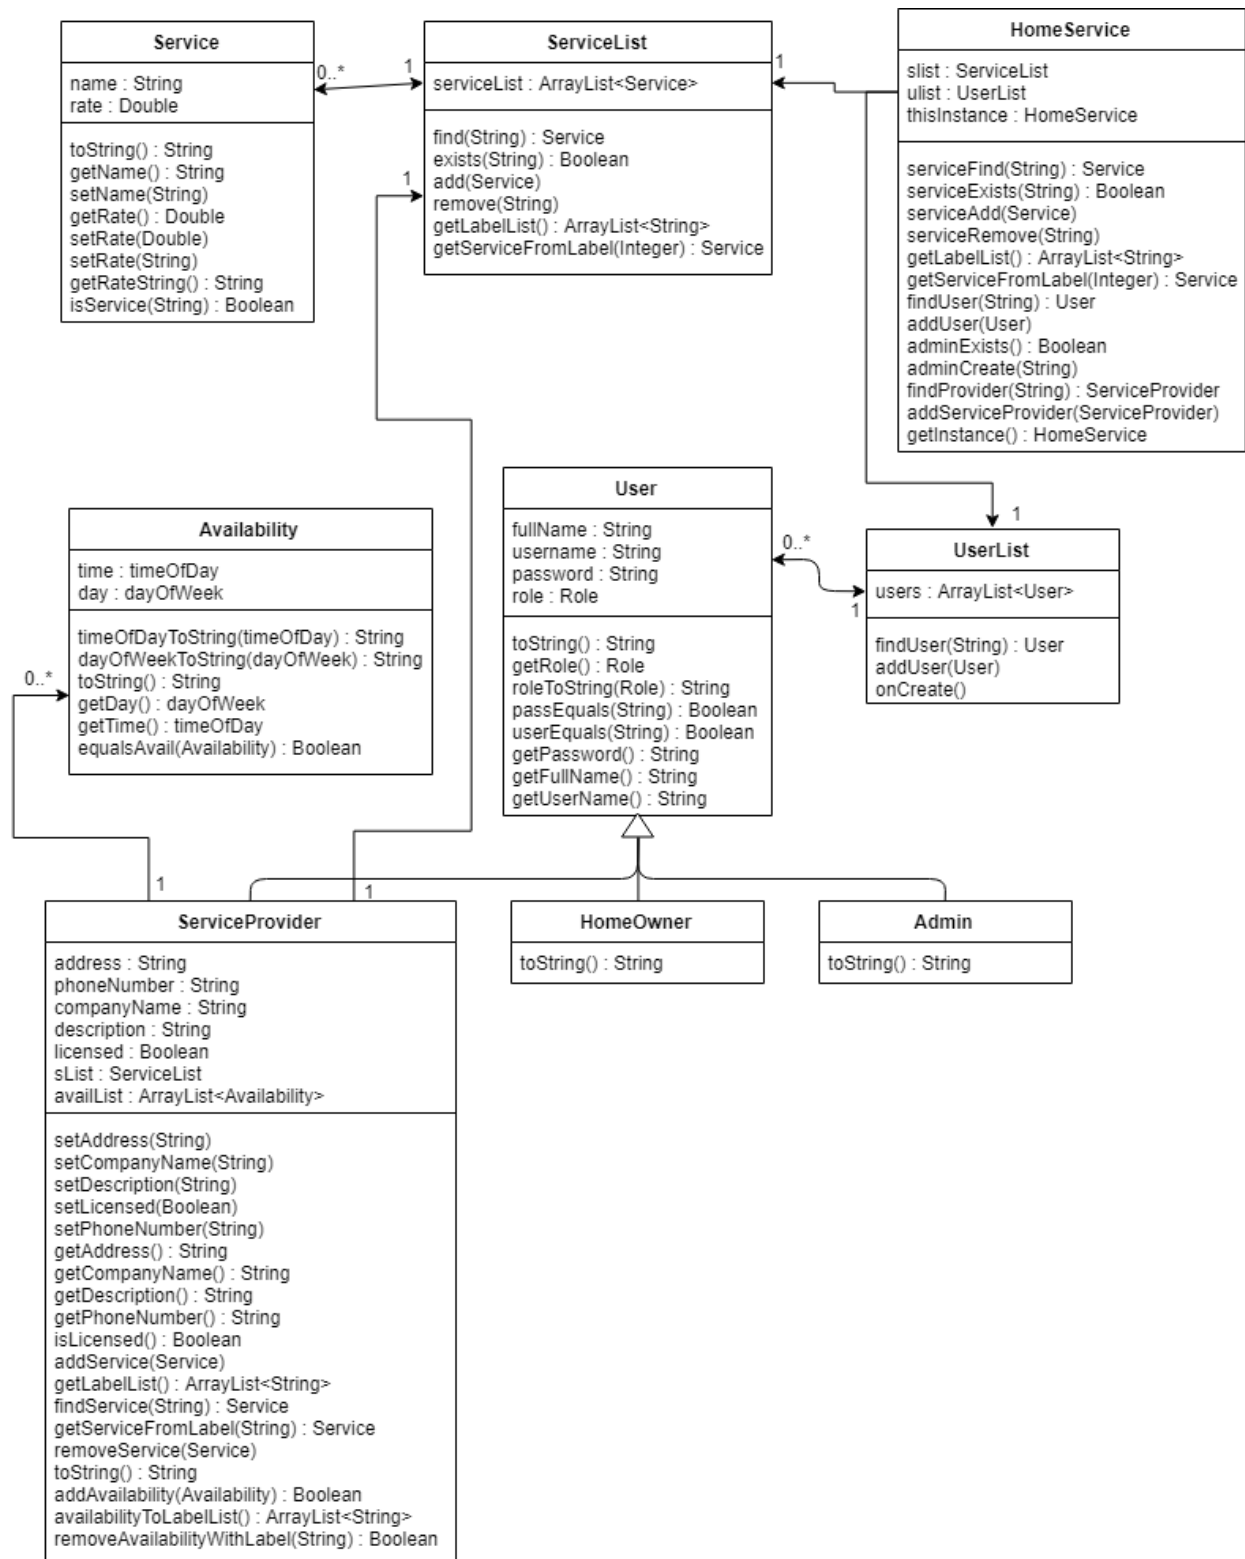 Service
name : String
rate : Double
toString() : String
getName() : String
setName(String)
getRate() : Double
setRate(Double)
setRate(String)
getRateString() : String
isService(String) : Boolean
0..*
1
ServiceList
serviceList : ArrayList<Service>
find(String) : Service
exists(String) : Boolean
add(Service)
remove(String)
getLabelList() : ArrayList<String>
getServiceFromLabel(Integer) : Service
1
1
HomeService
slist : ServiceList
ulist : UserList
thisInstance : HomeService
serviceFind(String) : Service
serviceExists(String) : Boolean
serviceAdd(Service)
serviceRemove(String)
getLabelList() : ArrayList<String>
getServiceFromLabel(Integer) : Service
findUser(String) : User
addUser(User)
adminExists() : Boolean
adminCreate(String)
findProvider(String) : ServiceProvider
addServiceProvider(ServiceProvider)
getInstance() : HomeService
Availability
time : timeOfDay
day : dayOfWeek
timeOfDayToString(timeOfDay) : String
dayOfWeekToString(dayOfWeek) : String
toString() : String
getDay() : dayOfWeek
getTime() : timeOfDay
equalsAvail(Availability) : Boolean
0..*
User
fullName : String
username : String
password : String
role : Role
toString() : String
getRole() : Role
roleToString(Role) : String
passEquals(String) : Boolean
userEquals(String) : Boolean
getPassword() : String
getFullName() : String
getUserName() : String
0..*
1
1
UserList
users : ArrayList<User>
findUser(String) : User
addUser(User)
onCreate()
1
1
ServiceProvider
address : String
phoneNumber : String
companyName : String
description : String
licensed : Boolean
sList : ServiceList
availList : ArrayList<Availability>
setAddress(String)
setCompanyName(String)
setDescription(String)
setLicensed(Boolean)
setPhoneNumber(String)
getAddress() : String
getCompanyName() : String
getDescription() : String
getPhoneNumber() : String
isLicensed() : Boolean
addService(Service)
getLabelList() : ArrayList<String>
findService(String) : Service
getServiceFromLabel(String) : Service
removeService(Service)
toString() : String
addAvailability(Availability) : Boolean
availabilityToLabelList() : ArrayList<String>
removeAvailabilityWithLabel(String) : Boolean
HomeOwner
toString() : String
Admin
toString() : String